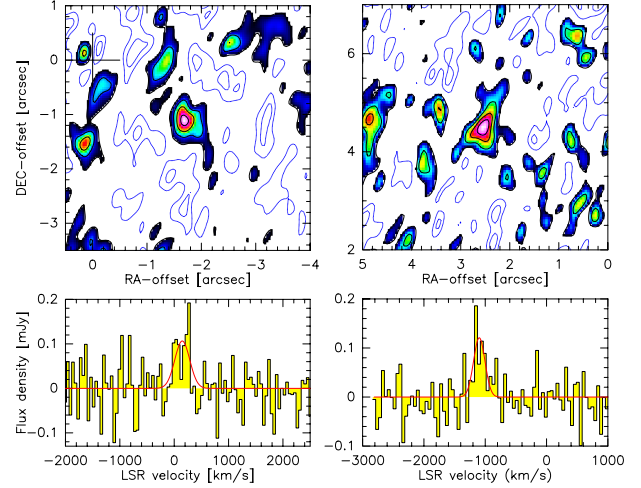 DEC-offset [arcsec]
1
0
-1
-2
-3
0 -1 -2 -3 -4
RA-offset [arcsec]
6
4
2
5 4 3 2 1 0
RA-offset [arcsec]
Flux density [mJy]
0.2
0.1
0
-0.1
-2000 -1000 0 1000 2000
LSR velocity [km/s]
0.2
0.1
0
-0.1
-3000 -2000 -1000 0 1000
LSR velocity (km/s)